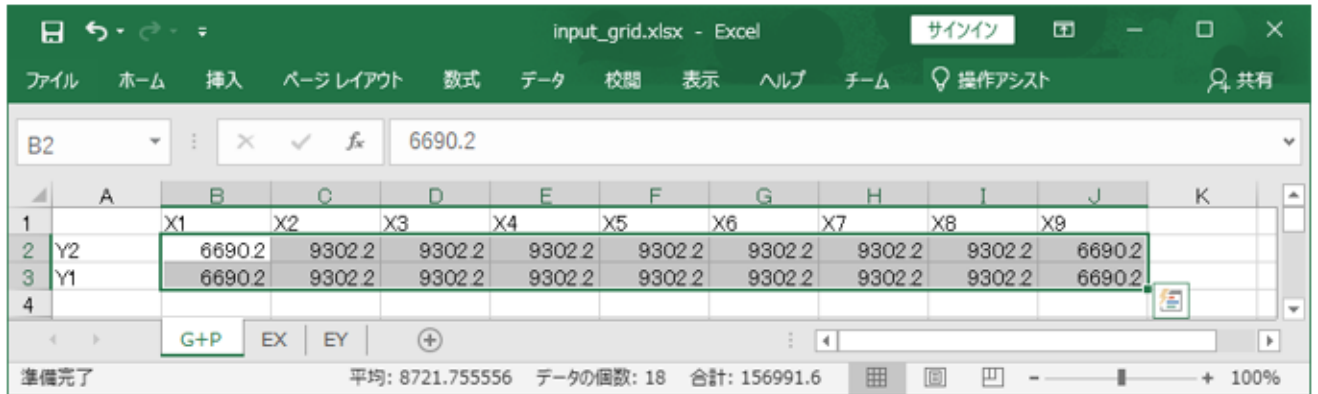 input_grid.xlsx - Excel サインイン
ファイル ホーム 挿入 ページ レイアウト 数式 データ 校閲 表示 ヘルプ チーム 操作アシスト 共有
B2 fx 6690.2
A B C D E F G H I J K
1 X1 X2 X3 X4 X5 X6 X7 X8 X9
2 Y2 6690.2 9302.2 9302.2 9302.2 9302.2 9302.2 9302.2 9302.2 6690.2
3 Y1 6690.2 9302.2 9302.2 9302.2 9302.2 9302.2 9302.2 9302.2 6690.2
4
G+P EX EY
準備完了 平均: 8721.755556 データの個数: 18 合計: 156991.6 100%